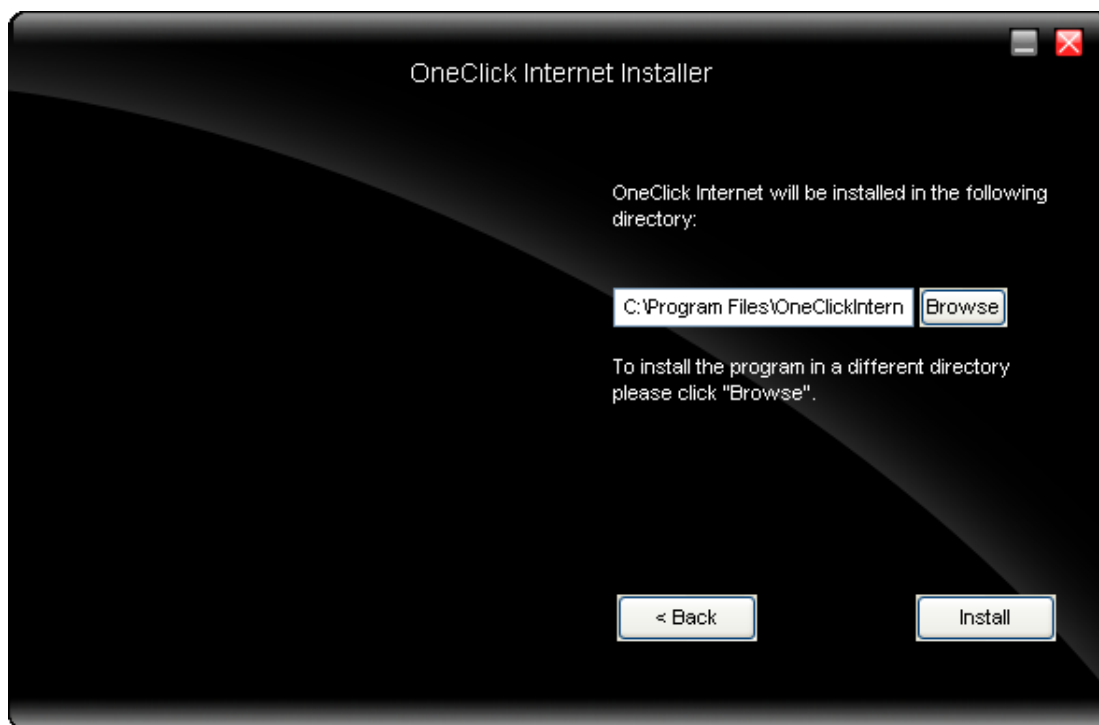 OneClick Internet Installer
OneClick Internet will be installed in the following
directory:
C:\Program Files\OneClickIntern
Browse
To install the program in a different directory
please click "Browse".
< Back
Install